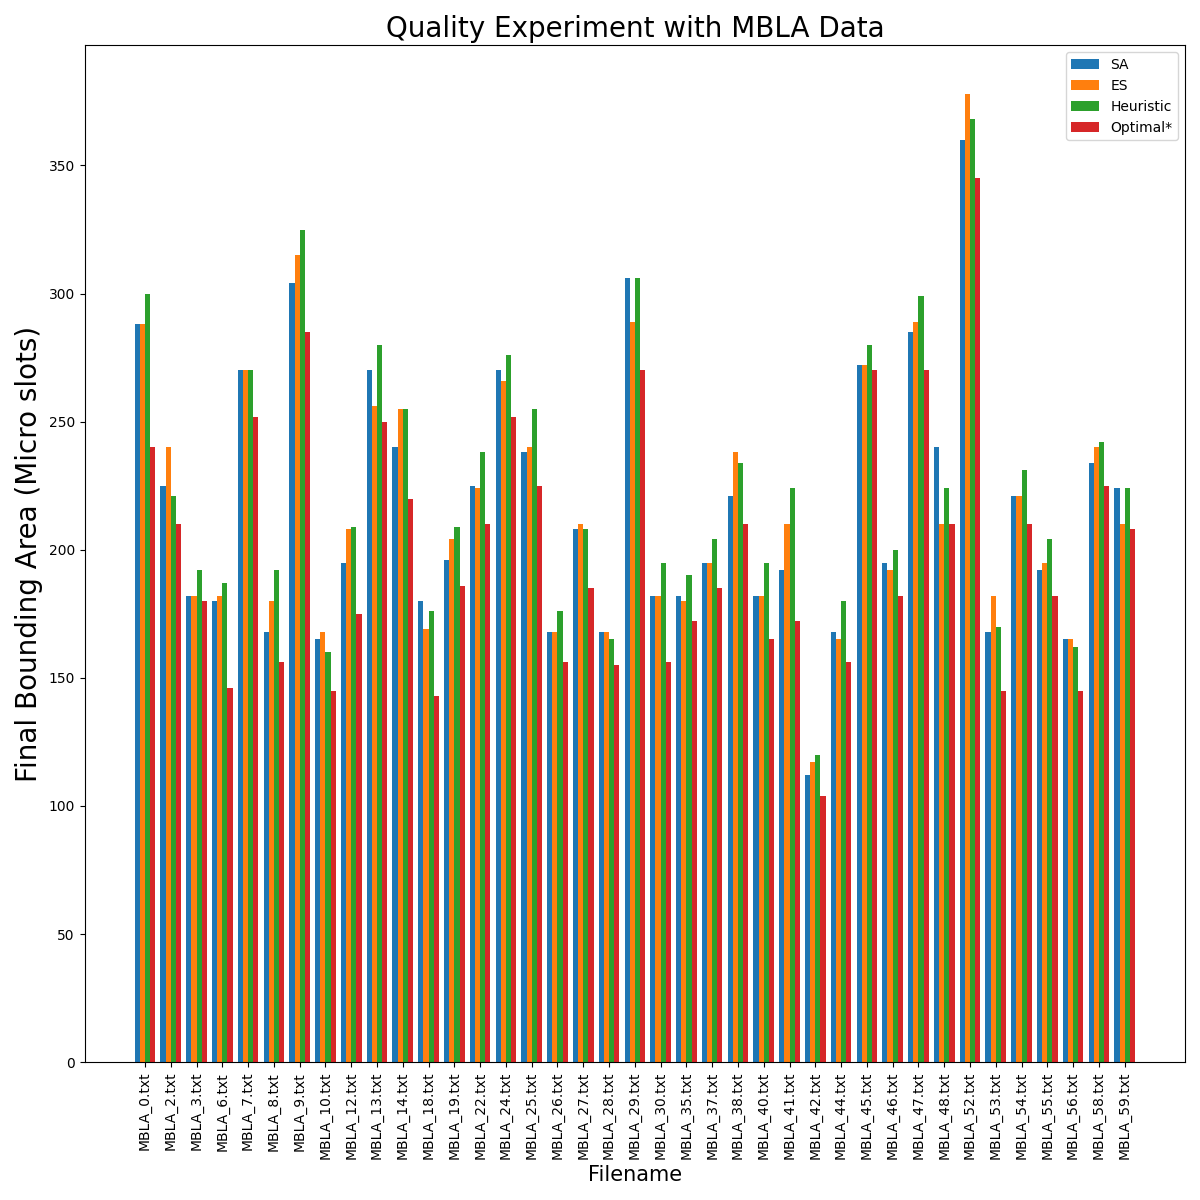 Quality Experiment with MBLA Data
SA
ES
Heuristic
Optimal*
Final Bounding Area (Micro slots)
350
300
250
200
150
100
50
0
MBLA_0.txt
MBLA_2.txt
MBLA_3.txt
MBLA_6.txt
MBLA_7.txt
MBLA_8.txt
MBLA_9.txt
MBLA_10.txt
MBLA_12.txt
MBLA_13.txt
MBLA_14.txt
MBLA_18.txt
MBLA_19.txt
MBLA_22.txt
MBLA_24.txt
MBLA_25.txt
MBLA_26.txt
MBLA_27.txt
MBLA_28.txt
MBLA_29.txt
MBLA_30.txt
MBLA_35.txt
MBLA_37.txt
MBLA_38.txt
MBLA_40.txt
MBLA_41.txt
MBLA_42.txt
MBLA_44.txt
MBLA_45.txt
MBLA_46.txt
MBLA_47.txt
MBLA_48.txt
MBLA_52.txt
MBLA_53.txt
MBLA_54.txt
MBLA_55.txt
MBLA_56.txt
MBLA_58.txt
MBLA_59.txt
Filename